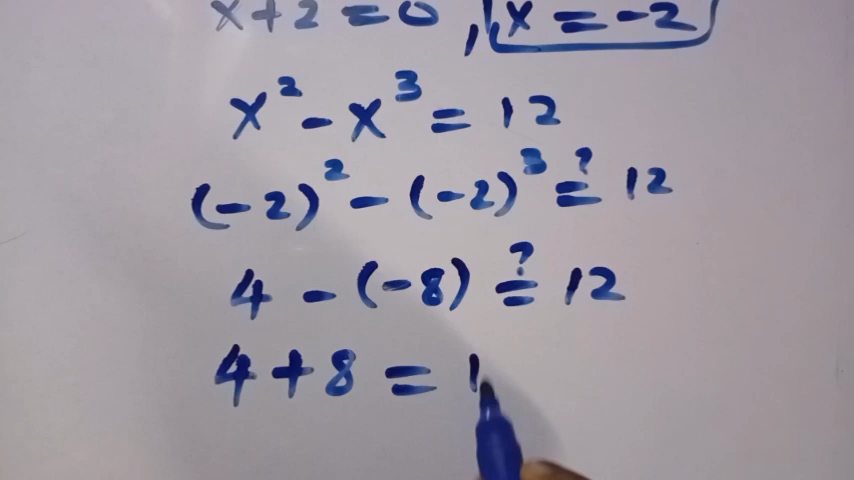 x+2=0, x=-2
x² - x³ = 12
(-2)² - (-2)³ ≟ 12
4 - (-8) ≟ 12
4+8 = 1